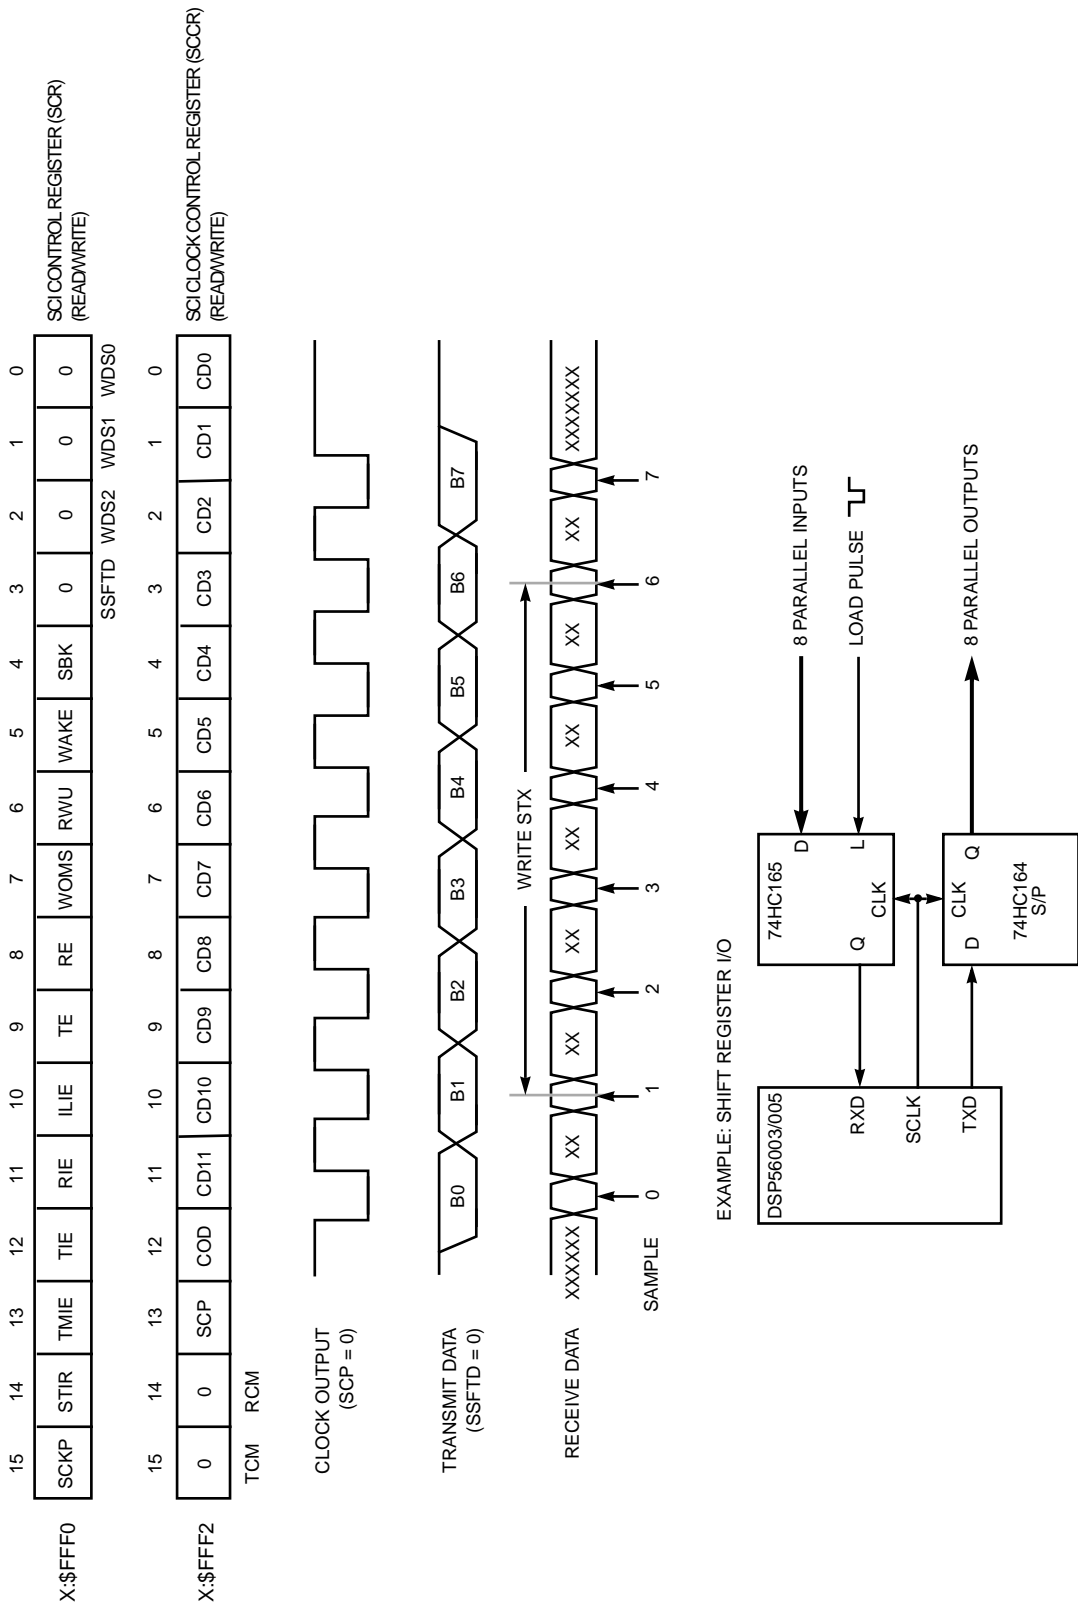 15 14 13 12 11 10 9 8 7 6 5 4 3 2 1 0
X:$FFF0 SCKP STIR TMIE TIE RIE ILIE TE RE WOMS RWU WAKE SBK 0 0 0 0 SCI CONTROL REGISTER (SCR)
(READ/WRITE)
SSFTD WDS2 WDS1 WDS0
15 14 13 12 11 10 9 8 7 6 5 4 3 2 1 0
X:$FFF2 0 0 SCP COD CD11 CD10 CD9 CD8 CD7 CD6 CD5 CD4 CD3 CD2 CD1 CD0 SCI CLOCK CONTROL REGISTER (SCCR)
(READ/WRITE)
TCM RCM
CLOCK OUTPUT
(SCP = 0)
TRANSMIT DATA
(SSFTD = 0)
B0 B1 B2 B3 B4 B5 B6 B7
WRITE STX
RECEIVE DATA XXXXXX XX XX XX XX XX XX XX XXXXXXX
SAMPLE 0 1 2 3 4 5 6 7
EXAMPLE: SHIFT REGISTER I/O
DSP56003/005
RXD
SCLK
TXD
74HC165
Q
D
L
CLK
8 PARALLEL INPUTS
LOAD PULSE
CLK
D
Q
74HC164
S/P
8 PARALLEL OUTPUTS